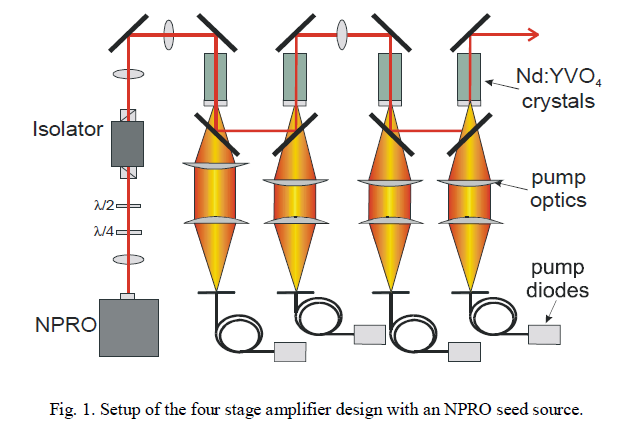 Nd:YVO₄
crystals
Isolator
pump
optics
λ/2
λ/4
pump
diodes
NPRO
Fig. 1. Setup of the four stage amplifier design with an NPRO seed source.